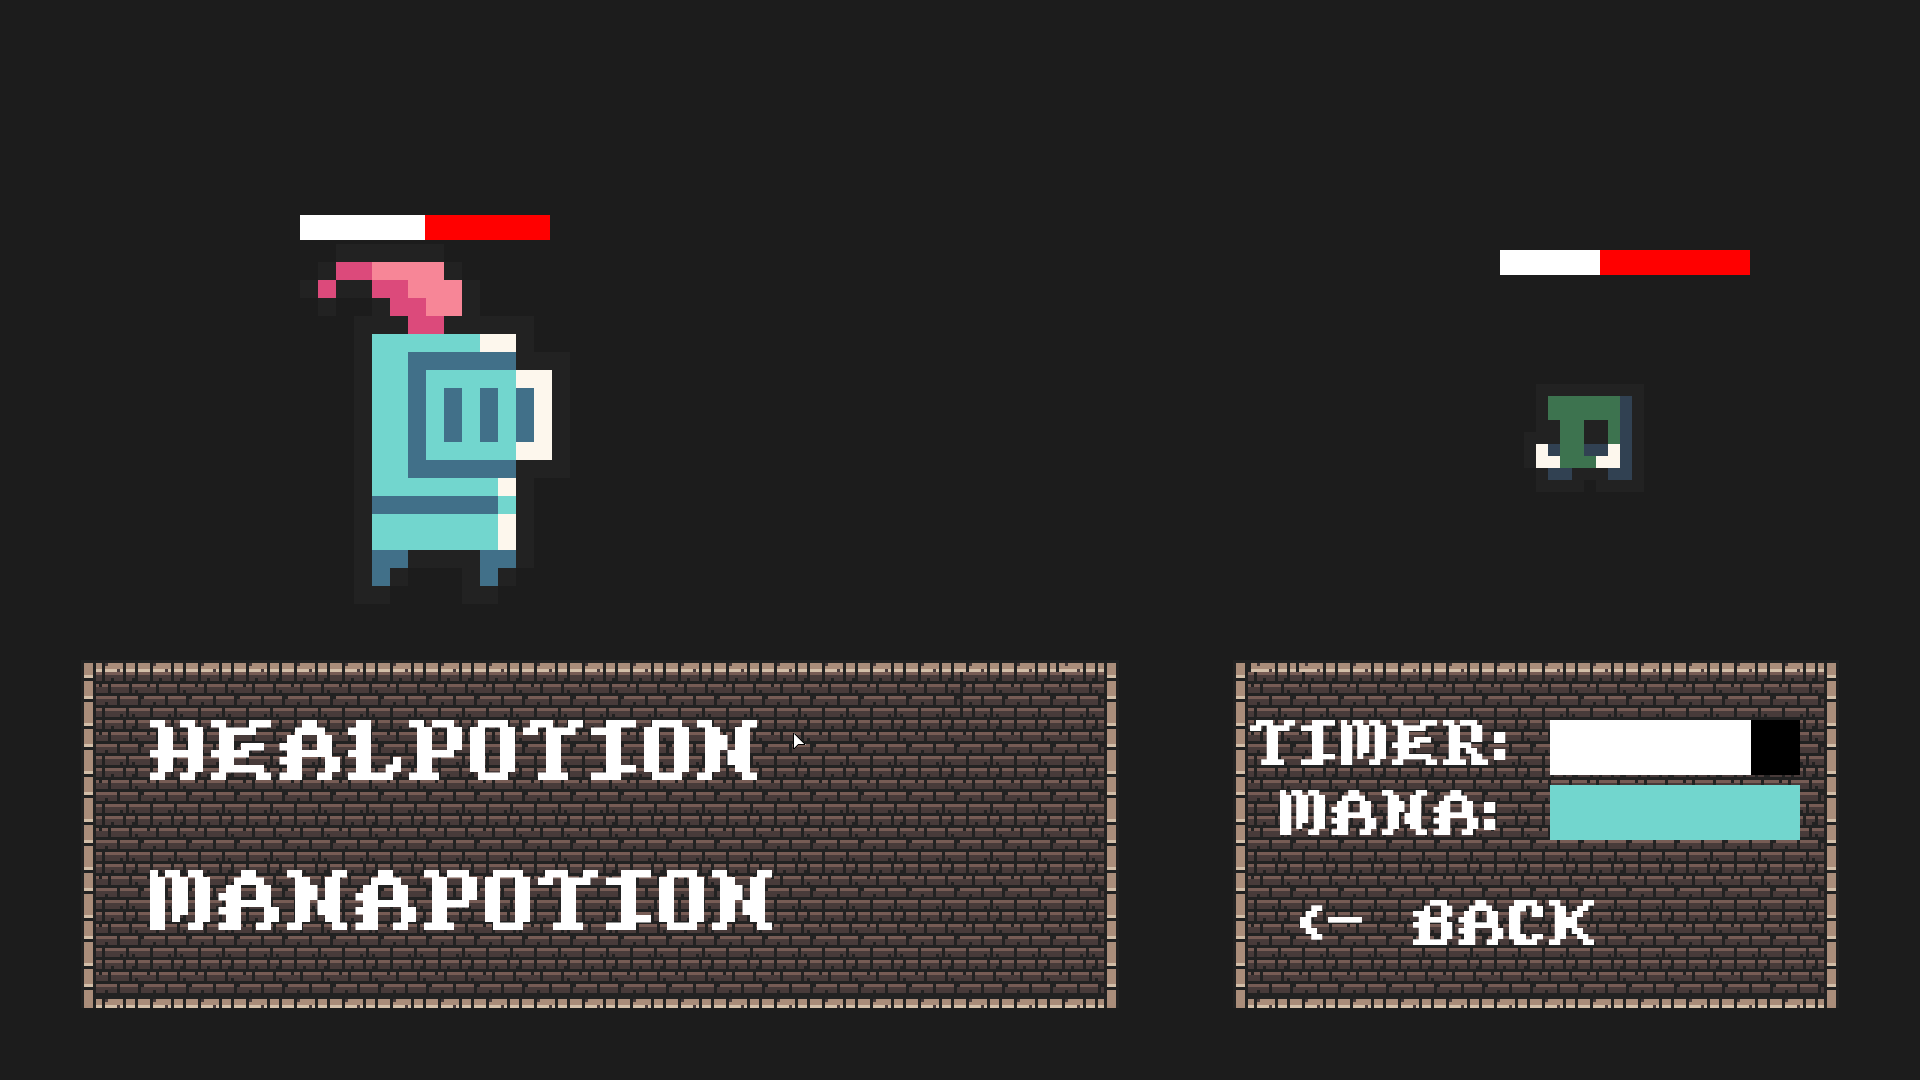 HEALPOTION
MANAPOTION
TIMER:
MANA:
<- BACK